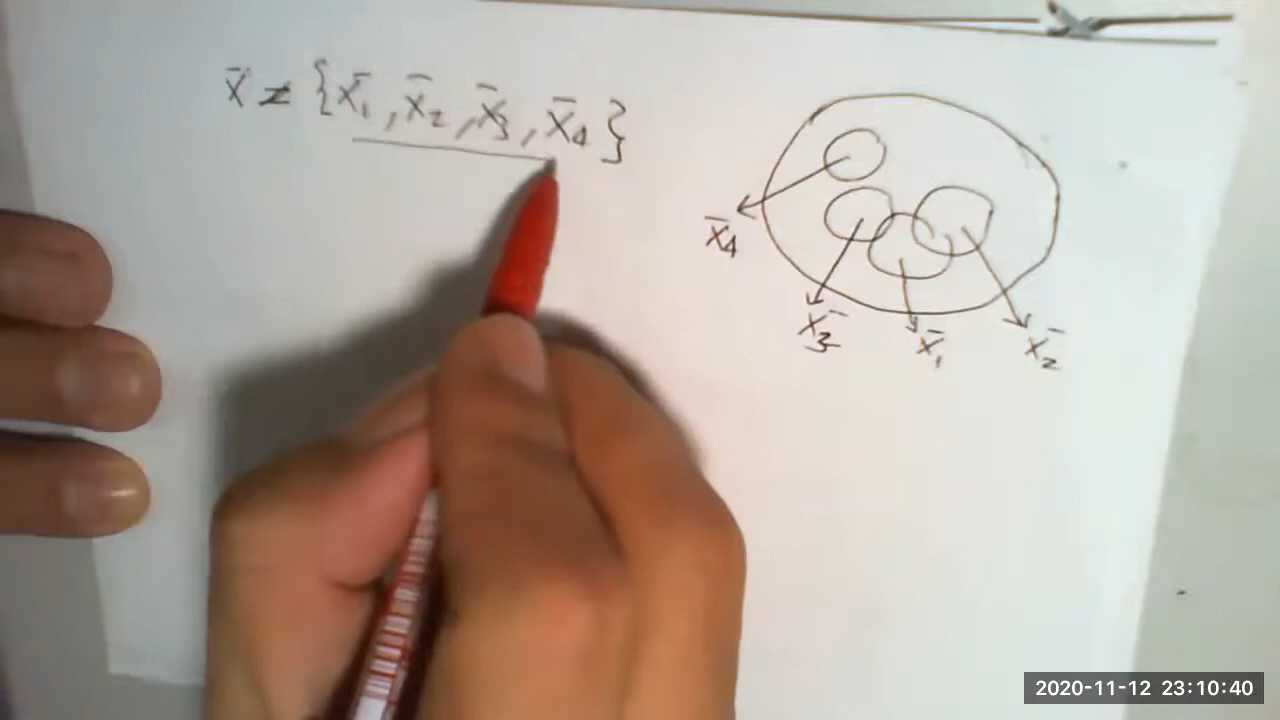 x̄ = {x̄₁, x̄₂, x̄₃, x̄₄}
x̄₄
x̄₃
x̄₁
x̄₂
2020-11-12 23:10:40